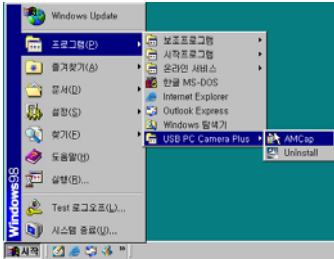 Windows Update
프로그램(P)
즐겨찾기(A)
문서(D)
설정(S)
찾기(F)
도움말(H)
실행(R)...
Test 로그오프(L)...
시스템 종료(U)...
Windows98
시작
보조프로그램
시작프로그램
온라인 서비스
한글 MS-DOS
Internet Explorer
Outlook Express
Windows 탐색기
USB PC Camera Plus
AMCap
Uninstall